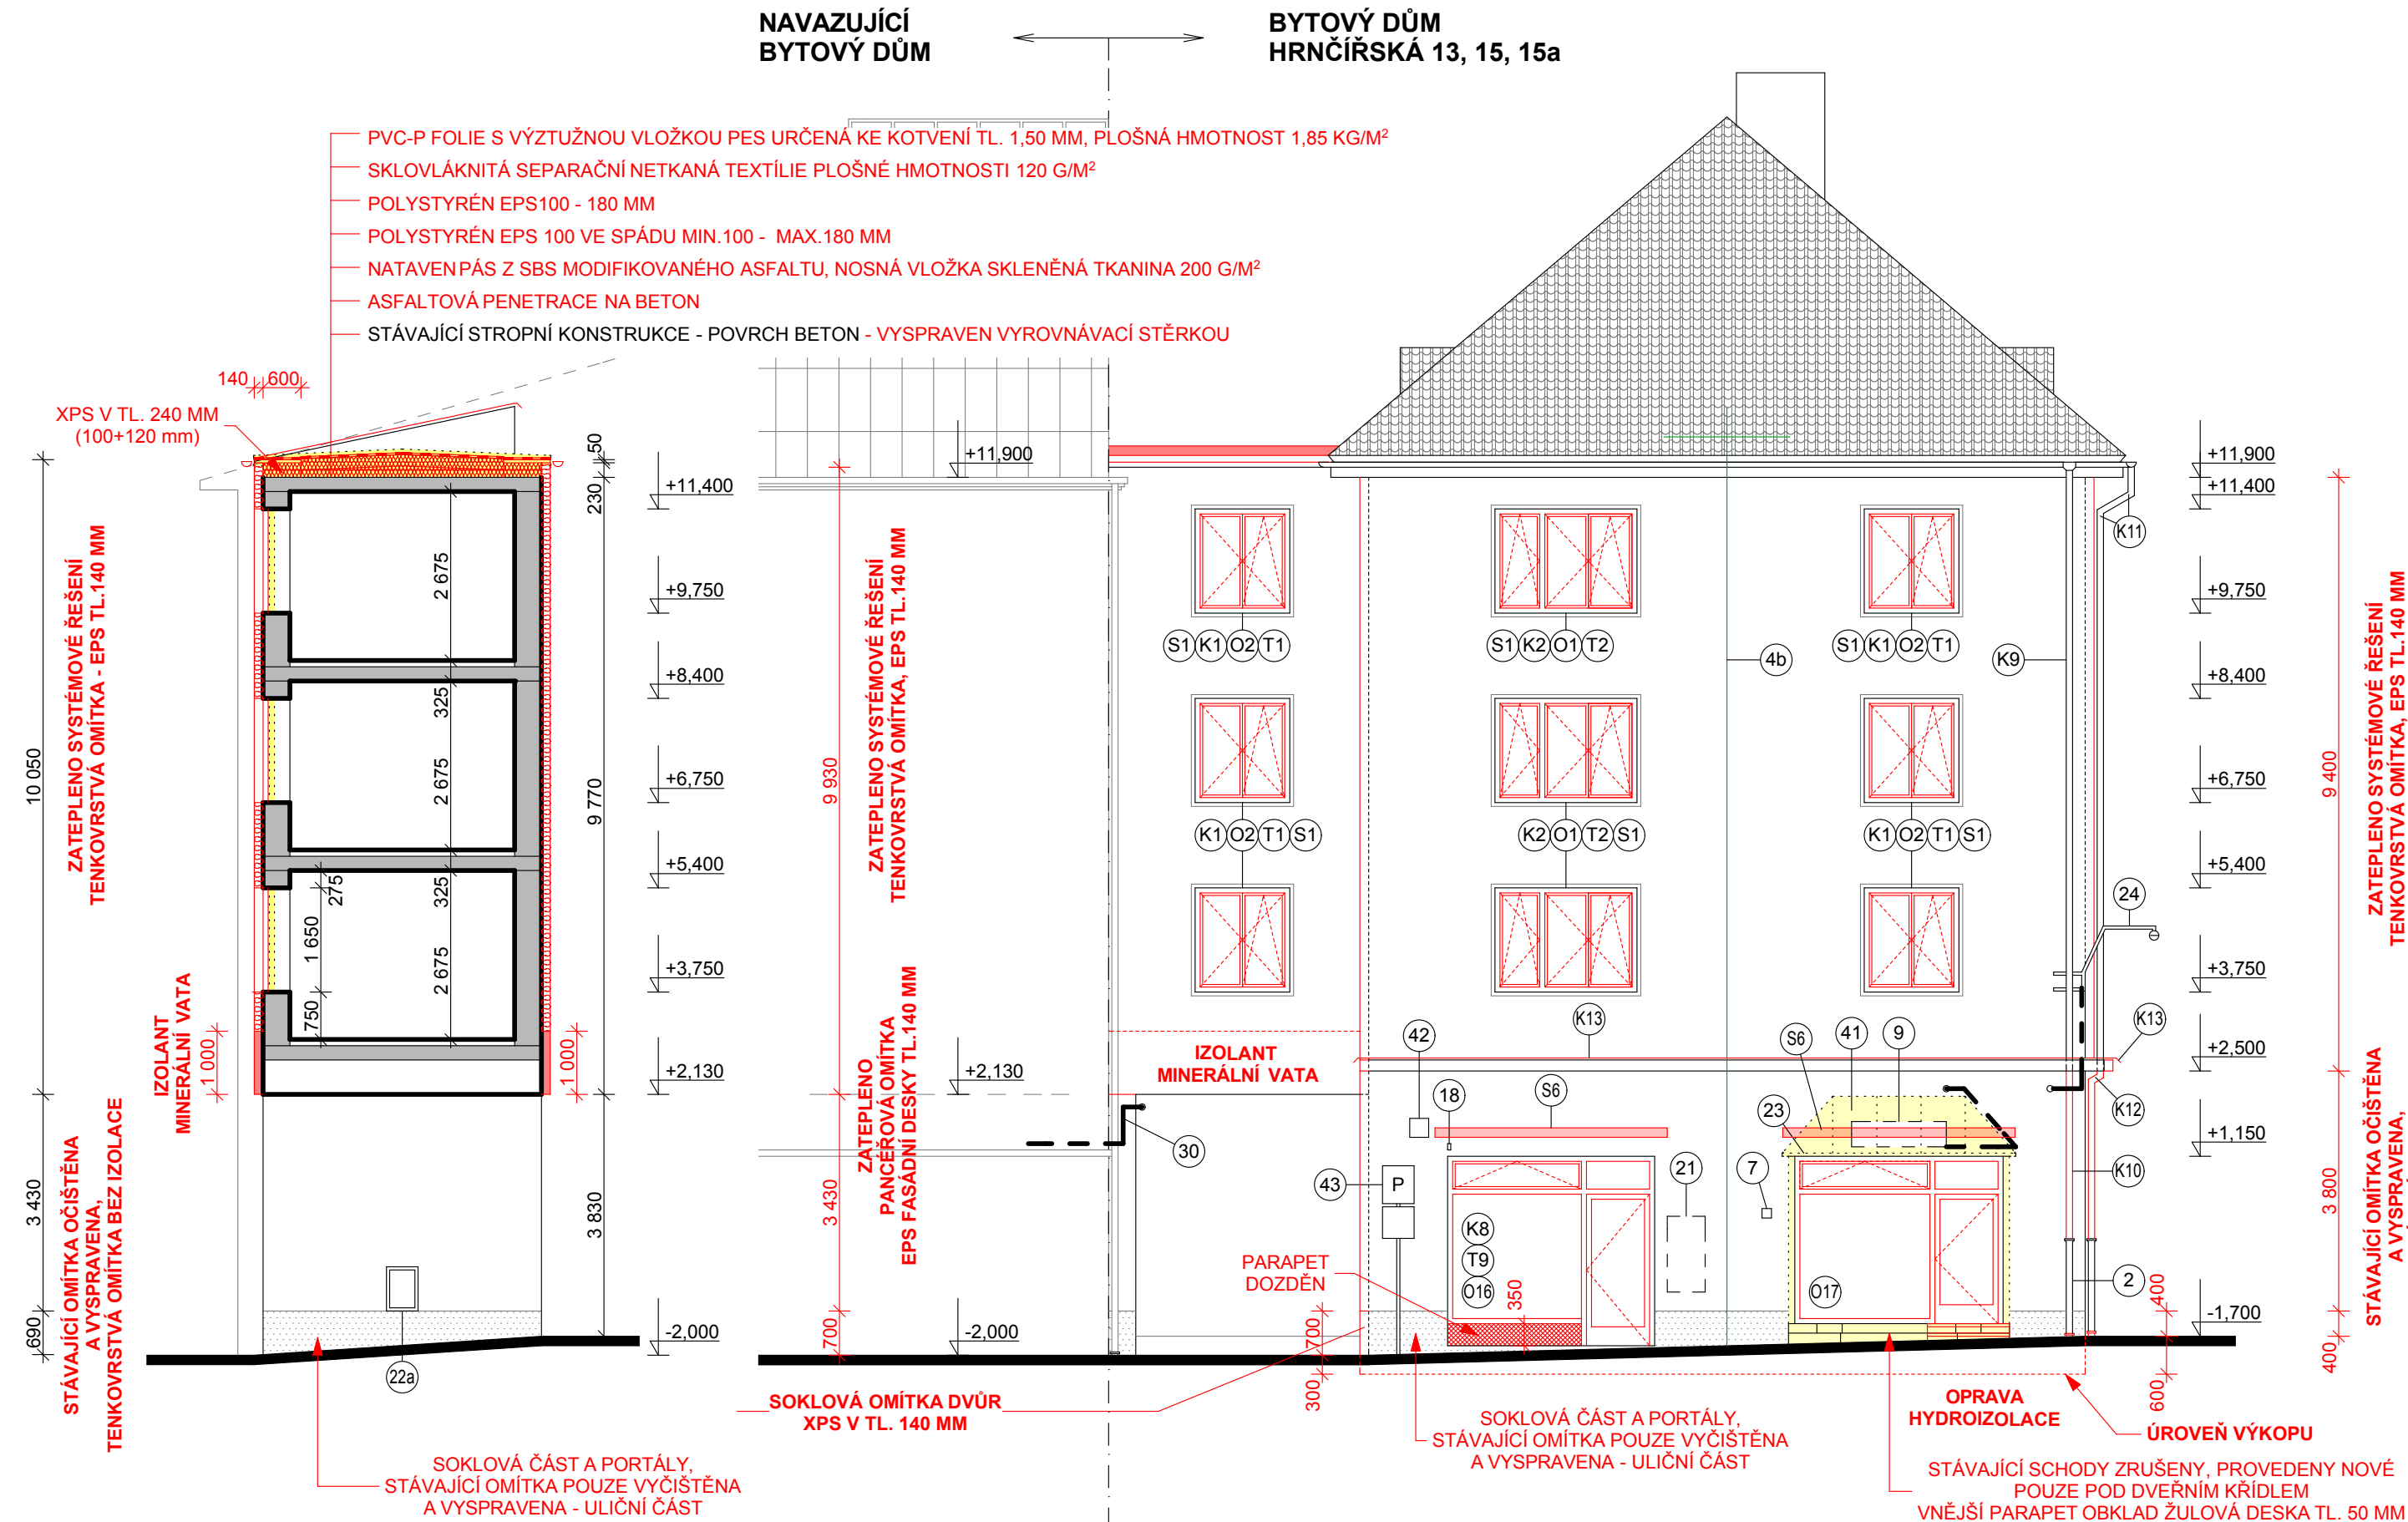 NAVAZUJÍCÍ
BYTOVÝ DŮM
BYTOVÝ DŮM
HRNČÍŘSKÁ 13, 15, 15a
PVC-P FOLIE S VÝZTUŽNOU VLOŽKOU PES URČENÁ KE KOTVENÍ TL. 1,50 MM, PLOŠNÁ HMOTNOST 1,85 KG/M²
SKLOVLÁKNITÁ SEPARAČNÍ NETKANÁ TEXTÍLIE PLOŠNÉ HMOTNOSTI 120 G/M²
POLYSTYRÉN EPS100 - 180 MM
POLYSTYRÉN EPS 100 VE SPÁDU MIN.100 - MAX.180 MM
NATAVEN PÁS Z SBS MODIFIKOVANÉHO ASFALTU, NOSNÁ VLOŽKA SKLENĚNÁ TKANINA 200 G/M²
ASFALTOVÁ PENETRACE NA BETON
STÁVAJÍCÍ STROPNÍ KONSTRUKCE - POVRCH BETON - VYSPRAVEN VYROVNÁVACÍ STĚRKOU
140 600
XPS V TL. 240 MM
(100+120 mm)
10 050
3 430
690
ZATEPLENO SYSTÉMOVÉ ŘEŠENÍ
TENKOVRSTVÁ OMÍTKA - EPS TL.140 MM
IZOLANT
MINERÁLNÍ VATA
1 000
STÁVAJÍCÍ OMÍTKA OČIŠTĚNA
A VYSPRAVENA,
TENKOVRSTVÁ OMÍTKA BEZ IZOLACE
2 675
325
2 675
325
275
1 650
2 675
750
1 000
50
230
9 770
3 830
22a
+11,400
+9,750
+8,400
+6,750
+5,400
+3,750
+2,130
-2,000
SOKLOVÁ ČÁST A PORTÁLY,
STÁVAJÍCÍ OMÍTKA POUZE VYČIŠTĚNA
A VYSPRAVENA - ULIČNÍ ČÁST
9 930
3 430
700
ZATEPLENO SYSTÉMOVÉ ŘEŠENÍ
TENKOVRSTVÁ OMÍTKA, EPS TL.140 MM
ZATEPLENO
PANCÉŘOVÁ OMÍTKA
EPS FASÁDNÍ DESKY TL.140 MM
+11,900
+2,130
-2,000
30
SOKLOVÁ OMÍTKA DVŮR
XPS V TL. 140 MM
S1 K1 O2 T1
S1 K2 O1 T2
S1 K1 O2 T1
4b
K9
K11
K1 O2 T1 S1
K2 O1 T2 S1
K1 O2 T1 S1
24
IZOLANT
MINERÁLNÍ VATA
K13
42
S6
41
9
K13
18
S6
23
K12
43
P
21
7
K10
K8
T9
O16
O17
2
PARAPET
DOZDĚN
350
700
300
400
600
SOKLOVÁ ČÁST A PORTÁLY,
STÁVAJÍCÍ OMÍTKA POUZE VYČIŠTĚNA
A VYSPRAVENA - ULIČNÍ ČÁST
OPRAVA
HYDROIZOLACE
ÚROVEŇ VÝKOPU
STÁVAJÍCÍ SCHODY ZRUŠENY, PROVEDENY NOVÉ
POUZE POD DVEŘNÍM KŘÍDLEM
VNĚJŠÍ PARAPET OBKLAD ŽULOVÁ DESKA TL. 50 MM
+11,900
+11,400
+9,750
+8,400
+6,750
+5,400
+3,750
+2,500
+1,150
-1,700
9 400
3 800
400
ZATEPLENO SYSTÉMOVÉ ŘEŠENÍ
TENKOVRSTVÁ OMÍTKA, EPS TL.140 MM
STÁVAJÍCÍ OMÍTKA OČIŠTĚNA
A VYSPRAVENA,